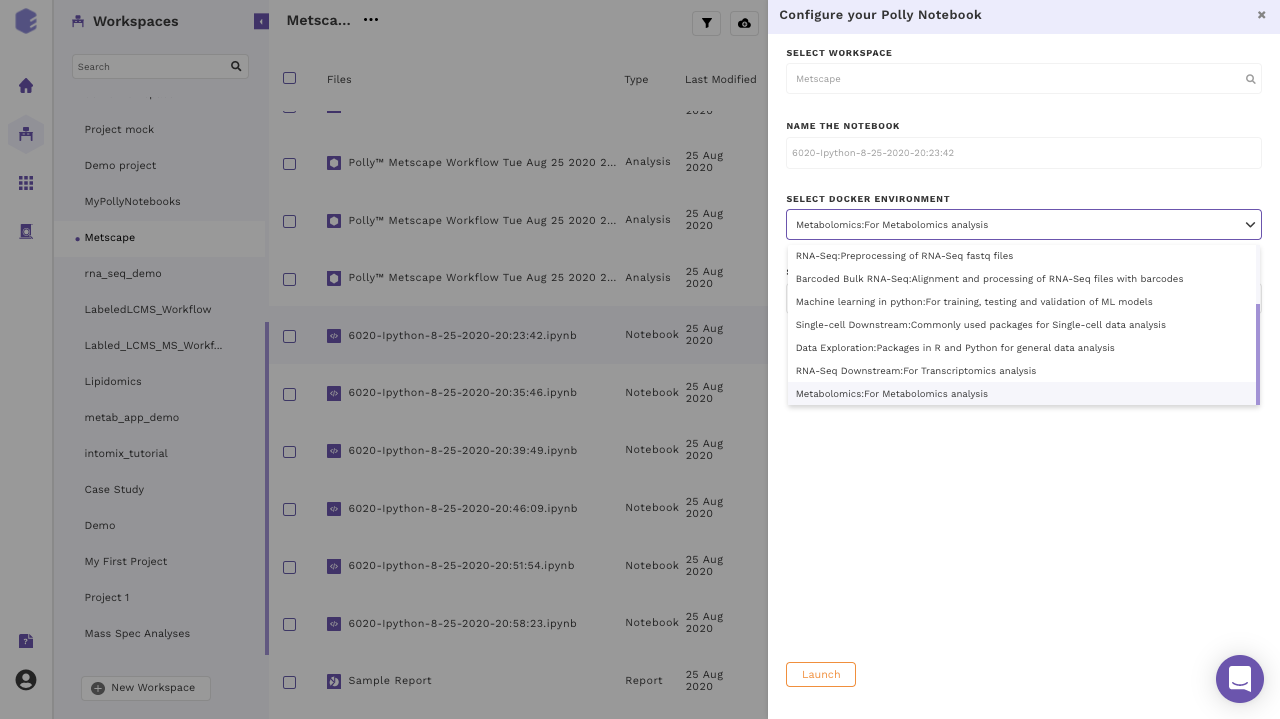 Workspaces
Search
Project mock
Demo project
MyPollyNotebooks
Metscape
rna_seq_demo
LabeledLCMS_Workflow
Labled_LCMS_MS_Workf...
Lipidomics
metab_app_demo
intomix_tutorial
Case Study
Demo
My First Project
Project 1
Mass Spec Analyses
New Workspace
Metsca...
Files Type Last Modified
2020
Polly™ Metscape Workflow Tue Aug 25 2020 2... Analysis 25 Aug
2020
Polly™ Metscape Workflow Tue Aug 25 2020 2... Analysis 25 Aug
2020
Polly™ Metscape Workflow Tue Aug 25 2020 2... Analysis 25 Aug
2020
6020-Ipython-8-25-2020-20:23:42.ipynb Notebook 25 Aug
2020
6020-Ipython-8-25-2020-20:35:46.ipynb Notebook 25 Aug
2020
6020-Ipython-8-25-2020-20:39:49.ipynb Notebook 25 Aug
2020
6020-Ipython-8-25-2020-20:46:09.ipynb Notebook 25 Aug
2020
6020-Ipython-8-25-2020-20:51:54.ipynb Notebook 25 Aug
2020
6020-Ipython-8-25-2020-20:58:23.ipynb Notebook 25 Aug
2020
Sample Report Report 25 Aug
2020
Configure your Polly Notebook
SELECT WORKSPACE
Metscape
NAME THE NOTEBOOK
6020-Ipython-8-25-2020-20:23:42
SELECT DOCKER ENVIRONMENT
Metabolomics:For Metabolomics analysis
RNA-Seq:Preprocessing of RNA-Seq fastq files
Barcoded Bulk RNA-Seq:Alignment and processing of RNA-Seq files with barcodes
Machine learning in python:For training, testing and validation of ML models
Single-cell Downstream:Commonly used packages for Single-cell data analysis
Data Exploration:Packages in R and Python for general data analysis
RNA-Seq Downstream:For Transcriptomics analysis
Metabolomics:For Metabolomics analysis
Launch